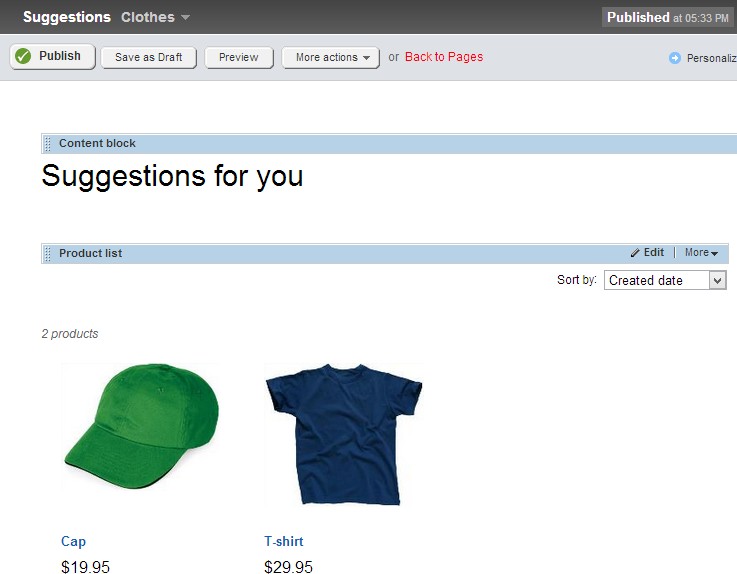 Suggestions Clothes Published at 05:33 PM
Publish Save as Draft Preview More actions or Back to Pages Personaliz
Content block
Suggestions for you
Product list Edit | More
Sort by: Created date
2 products
Cap T-shirt
$19.95 $29.95